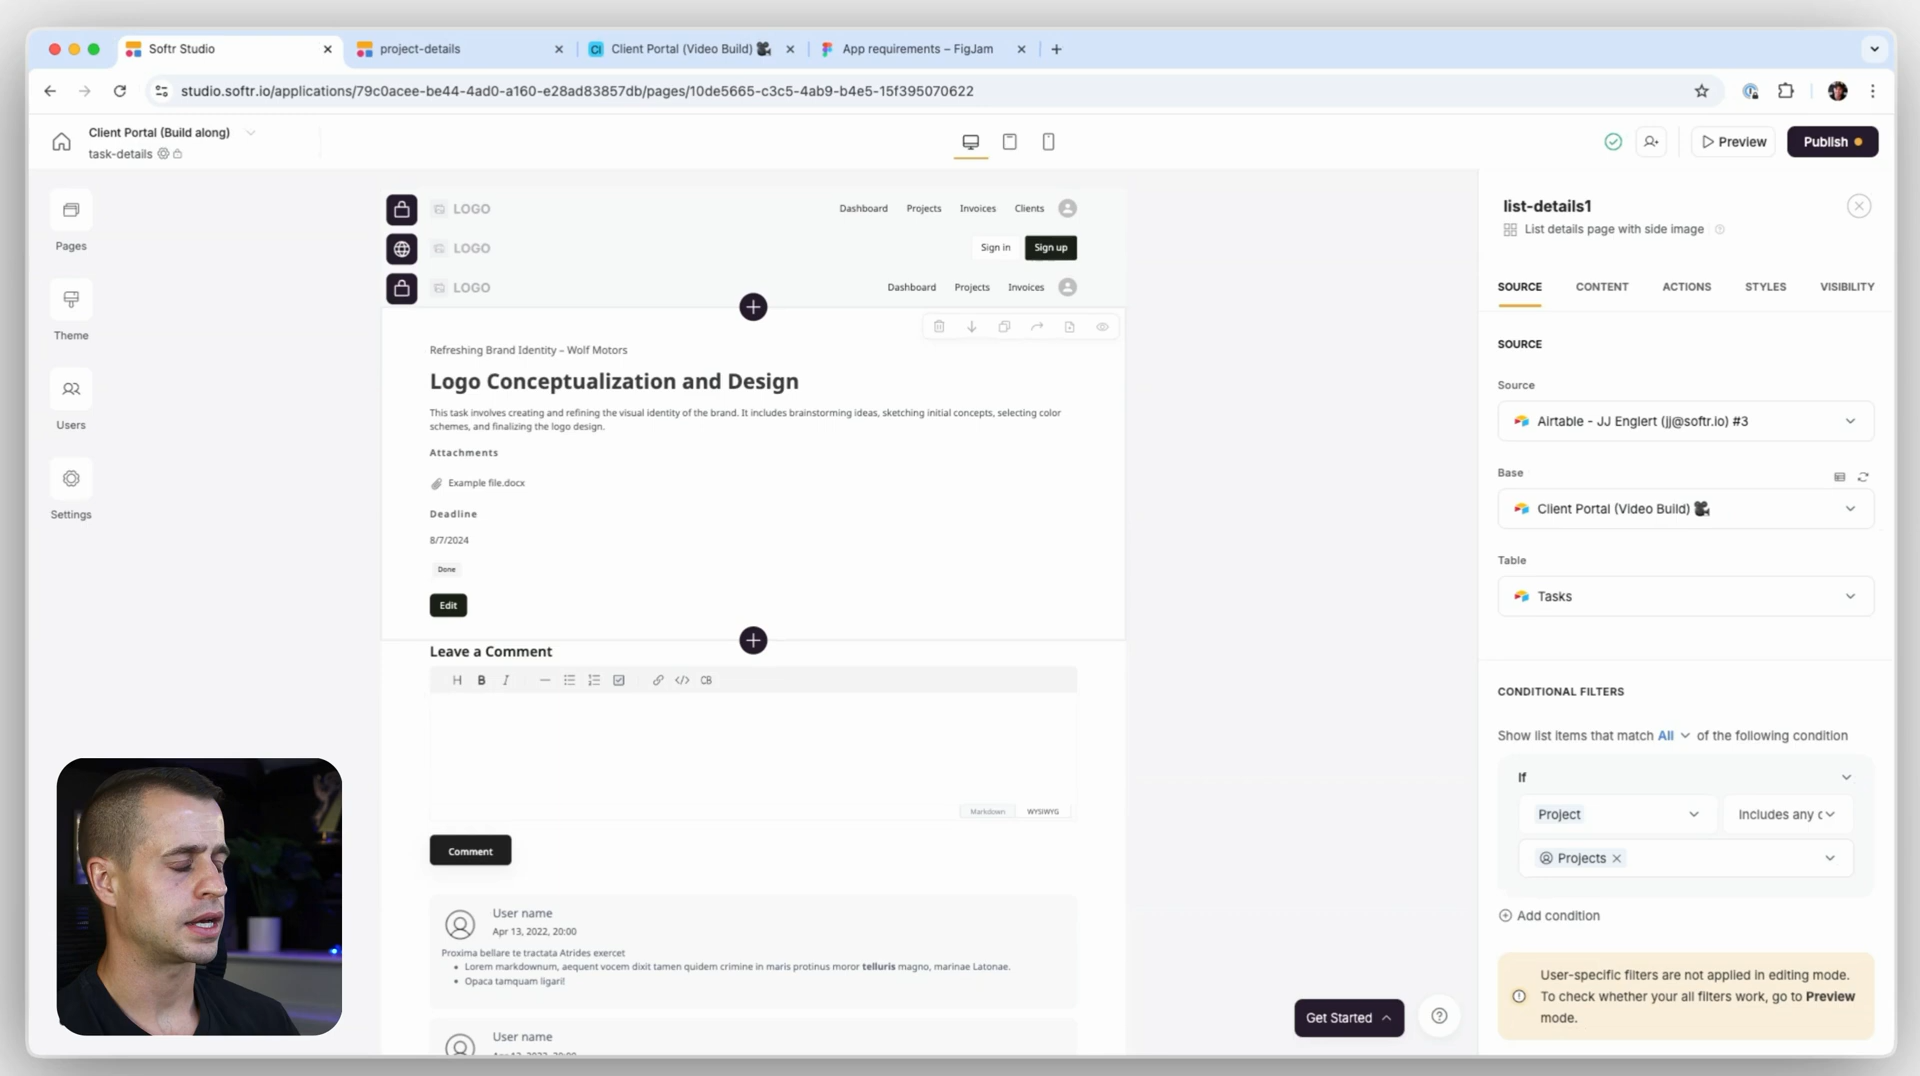 Softr Studio
project-details
CI
Client Portal (Video Build)
App requirements – FigJam
studio.softr.io/applications/79c0acee-be44-4ad0-a160-e28ad83857db/pages/10de5665-c3c5-4ab9-b4e5-15f395070622
Client Portal (Build along)
task-details
Preview
Publish
Pages
Theme
Users
Settings
LOGO
Dashboard
Projects
Invoices
Clients
LOGO
Sign in
Sign up
LOGO
Dashboard
Projects
Invoices
Refreshing Brand Identity – Wolf Motors
Logo Conceptualization and Design
This task involves creating and refining the visual identity of the brand. It includes brainstorming ideas, sketching initial concepts, selecting color
schemes, and finalizing the logo design.
Attachments
Example file.docx
Deadline
8/7/2024
Done
Edit
Leave a Comment
H B I
CB
Markdown
WYSIWYG
Comment
User name
Apr 13, 2022, 20:00
Proxima bellare te tractata Atrides exercet
Lorem markdownum, aequent vocem dixit tamen quidem crimine in maris protinus moror telluris magno, marinae Latonae.
Opaca tamquam ligari!
User name
Get Started
list-details1
List details page with side image
SOURCE
CONTENT
ACTIONS
STYLES
VISIBILITY
SOURCE
Source
Airtable - JJ Englert (jj@softr.io) #3
Base
Client Portal (Video Build)
Table
Tasks
CONDITIONAL FILTERS
Show list items that match All of the following condition
If
Project
Includes any
Projects
Add condition
User-specific filters are not applied in editing mode.
To check whether your all filters work, go to Preview
mode.